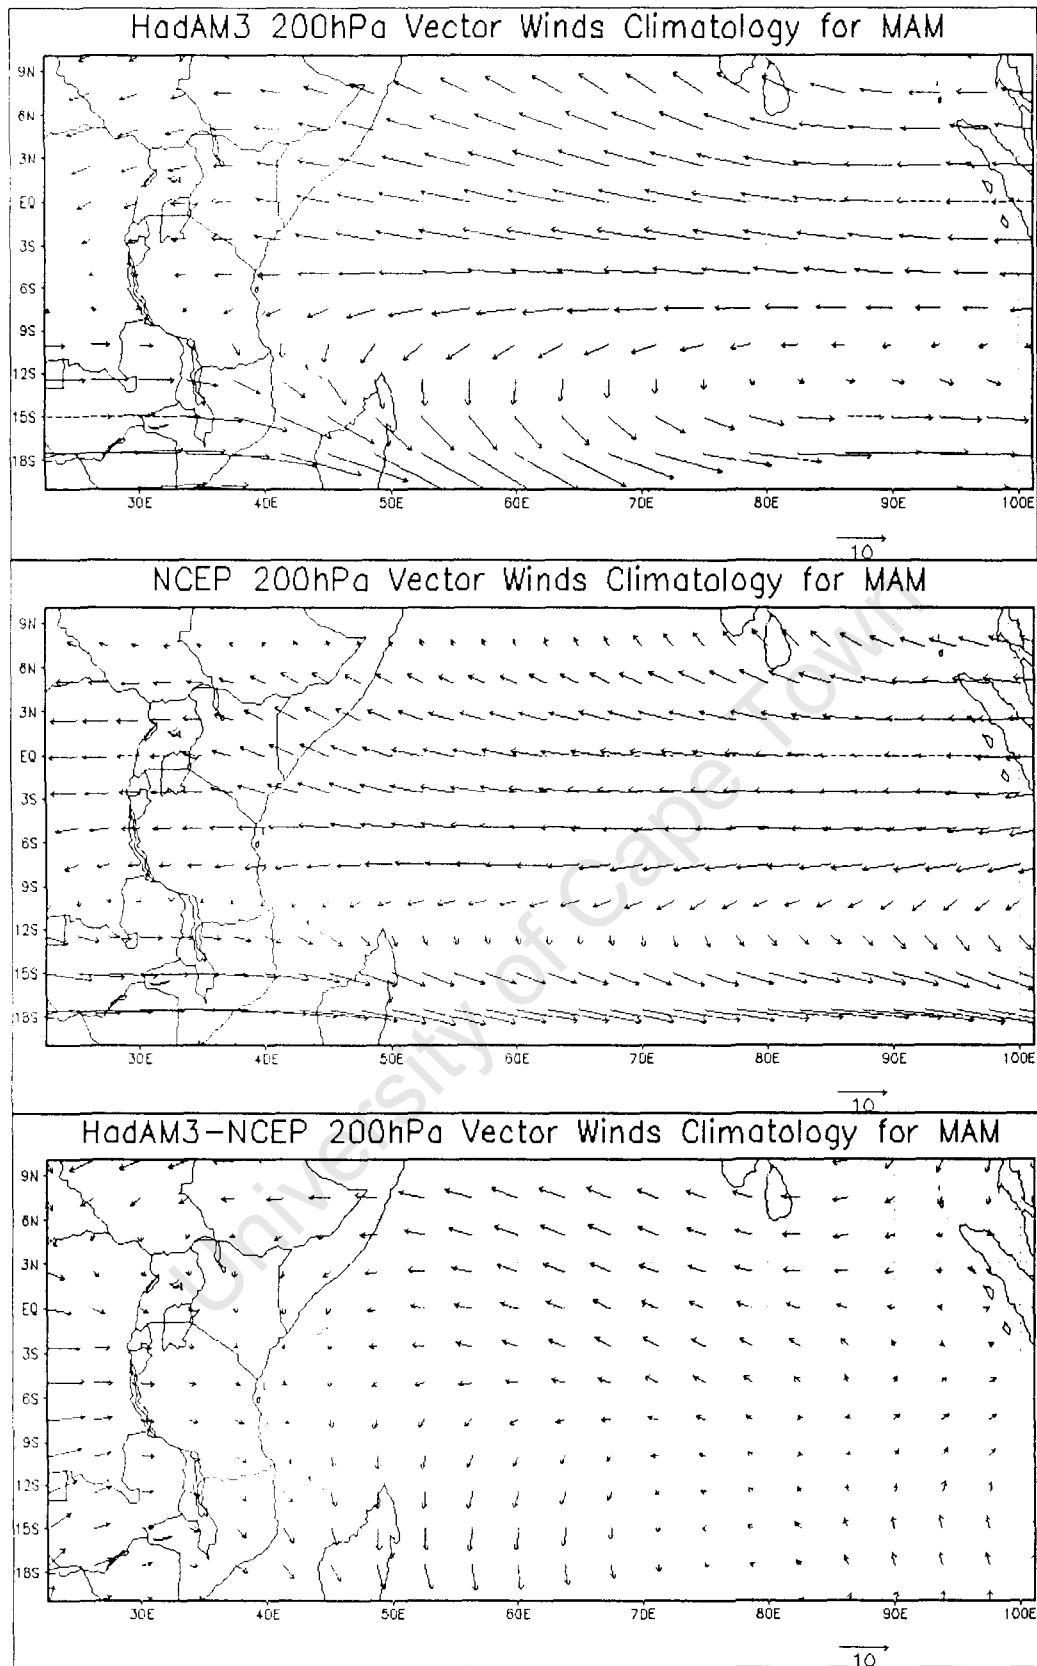 HadAM3 200hPa Vector Winds Climatology for MAM
9N
6N
3N
EQ
3S
6S
9S
12S
15S
18S
30E 40E 50E 60E 70E 80E 90E 100E
10
NCEP 200hPa Vector Winds Climatology for MAM
9N
6N
3N
EQ
3S
6S
9S
12S
15S
18S
30E 40E 50E 60E 70E 80E 90E 100E
10
HadAM3-NCEP 200hPa Vector Winds Climatology for MAM
9N
6N
3N
EQ
3S
6S
9S
12S
15S
18S
30E 40E 50E 60E 70E 80E 90E 100E
10
University of Cape Town